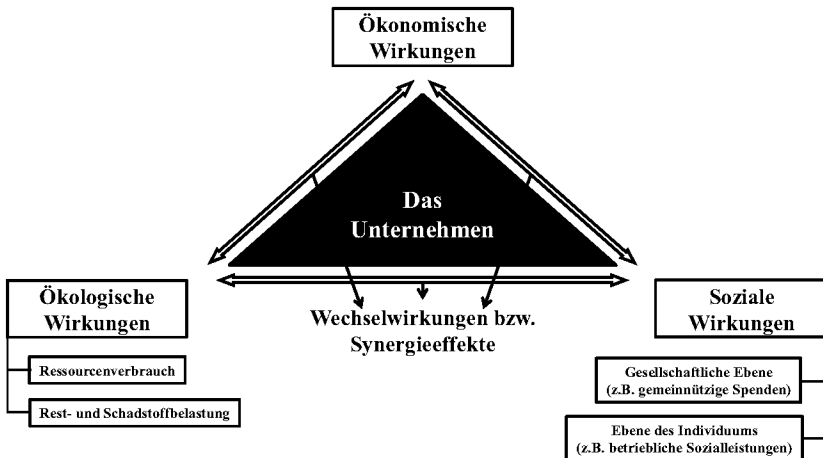 Ökonomische
Wirkungen
Das
Unternehmen
Ökologische
Wirkungen
Wechselwirkungen bzw.
Synergieeffekte
Soziale
Wirkungen
Ressourcenverbrauch
Rest- und Schadstoffbelastung
Gesellschaftliche Ebene
(z.B. gemeinnützige Spenden)
Ebene des Individuums
(z.B. betriebliche Sozialleistungen)